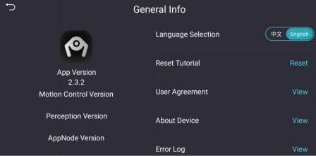 General Info
App Version
2.3.2
Motion Control Version
Perception Version
AppNode Version
Language Selection 中文 English
Reset Tutorial Reset
User Agreement View
About Device View
Error Log View